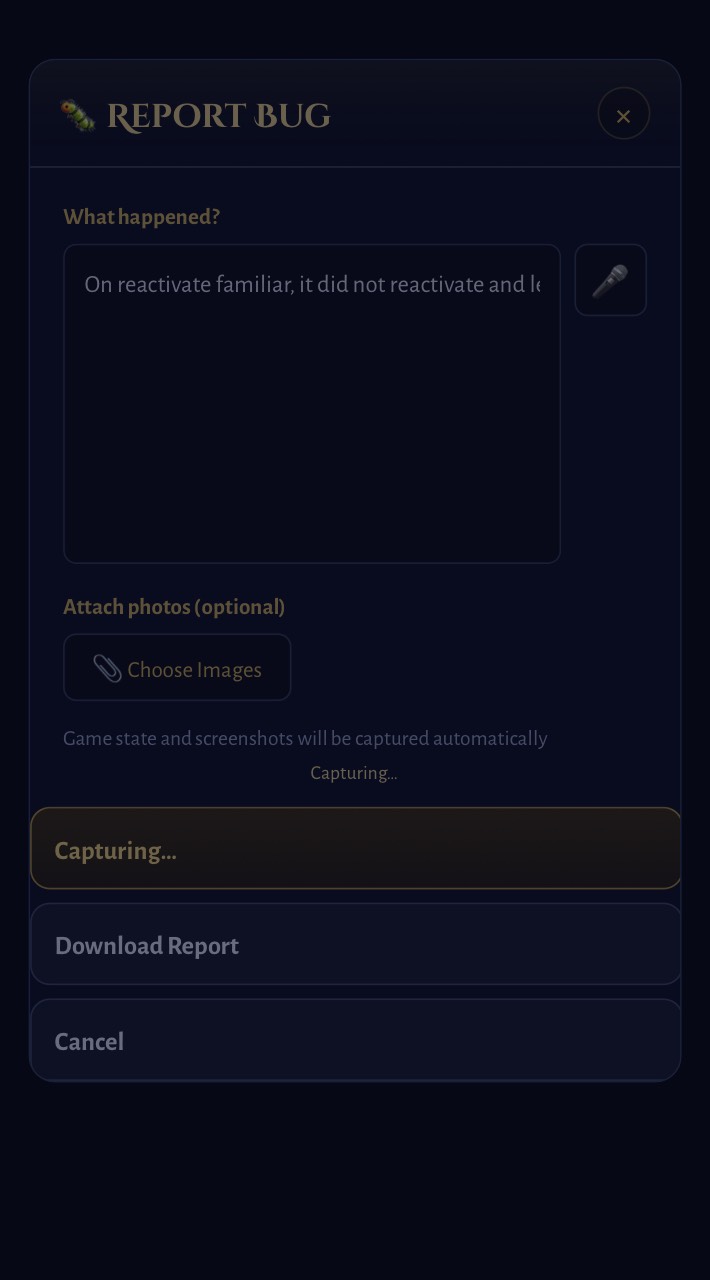 Report Bug
×
What happened?
On reactivate familiar, it did not reactivate and
Attach photos (optional)
Choose Images
Game state and screenshots will be captured automatically
Capturing...
Capturing...
Download Report
Cancel